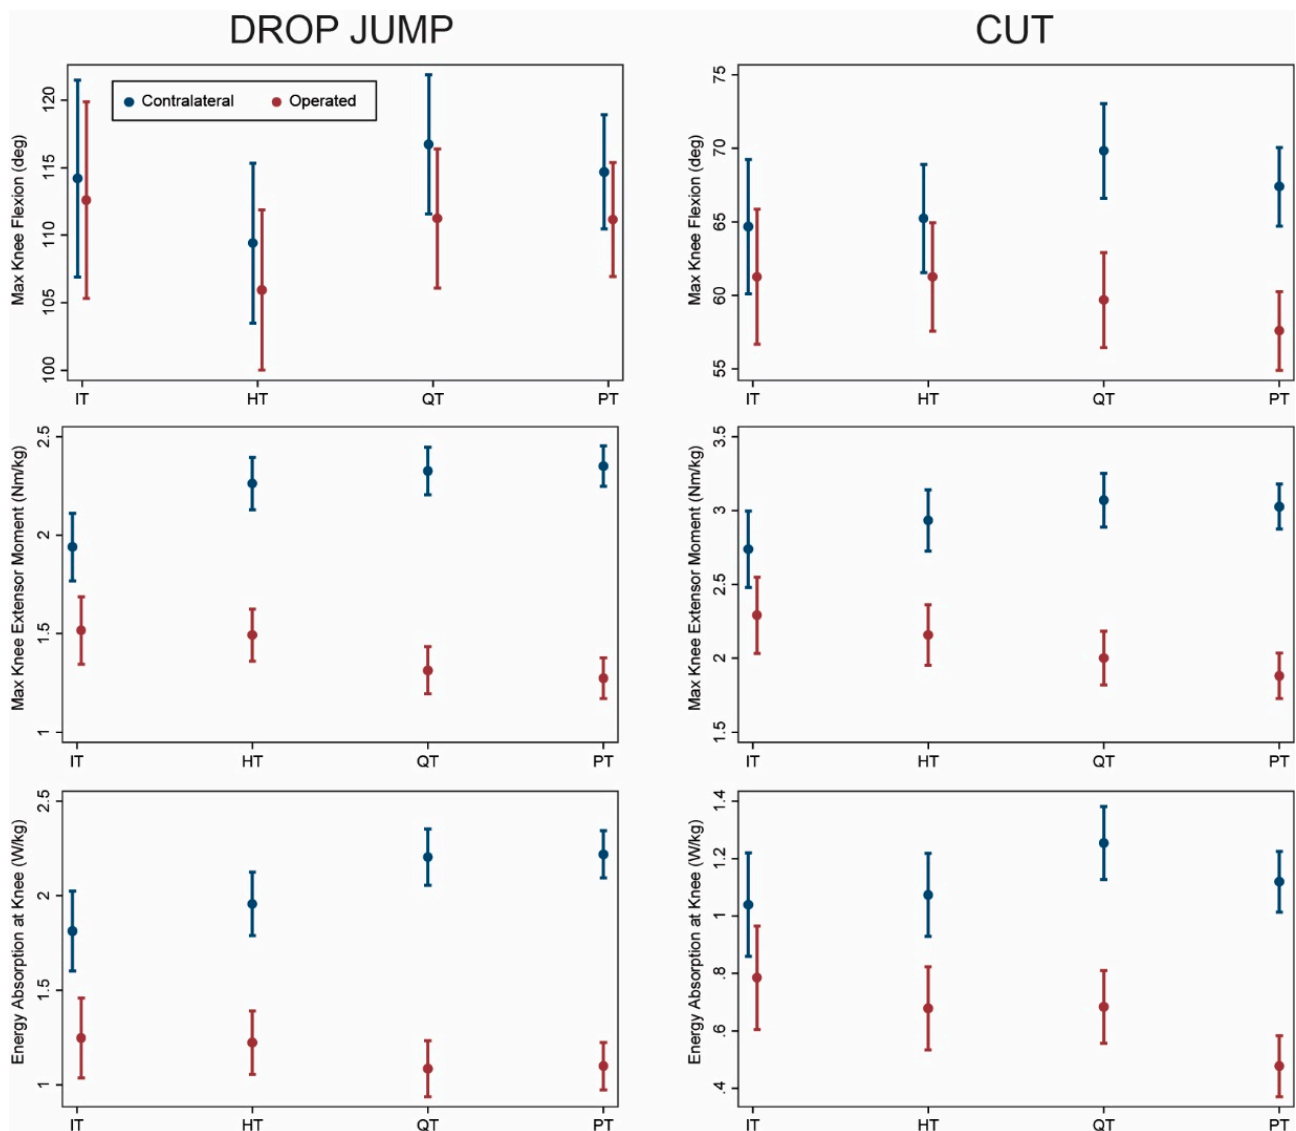 DROP JUMP
CUT
Contralateral
Operated
Max Knee Flexion (deg)
120
115
110
105
100
IT
HT
QT
PT
Max Knee Flexion (deg)
75
70
65
60
55
IT
HT
QT
PT
Max Knee Extensor Moment (Nm/kg)
2.5
2
1.5
1
IT
HT
QT
PT
Max Knee Extensor Moment (Nm/kg)
3.5
3
2.5
2
1.5
IT
HT
QT
PT
Energy Absorption at Knee (W/kg)
2.5
2
1.5
1
IT
HT
QT
PT
Energy Absorption at Knee (W/kg)
1.4
1.2
1
.8
.6
.4
IT
HT
QT
PT